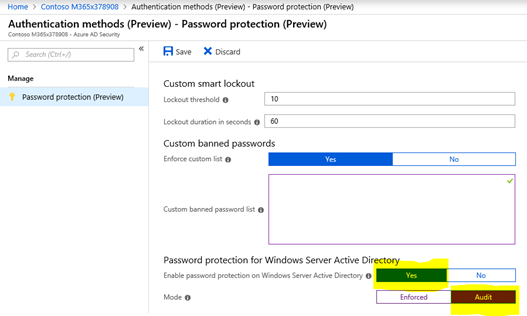 Home > Contoso M365x378908 > Authentication methods (Preview) - Password protection (Preview)
Authentication methods (Preview) - Password protection (Preview)
Contoso M365x378908 - Azure AD Security
Search (Ctrl+/)
Manage
Password protection (Preview)
Save Discard
Custom smart lockout
Lockout threshold 10
Lockout duration in seconds 60
Custom banned passwords
Enforce custom list Yes No
Custom banned password list
Password protection for Windows Server Active Directory
Enable password protection on Windows Server Active Directory Yes No
Mode Enforced Audit